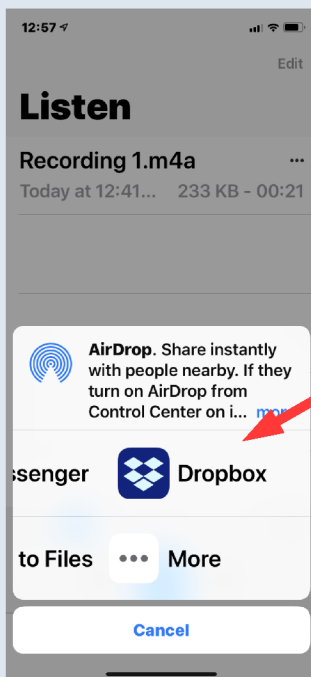 12:57
Edit
Listen
Recording 1.m4a ...
Today at 12:41... 233 KB - 00:21
AirDrop. Share instantly
with people nearby. If they
turn on AirDrop from
Control Center on i...
ssenger Dropbox
to Files More
Cancel